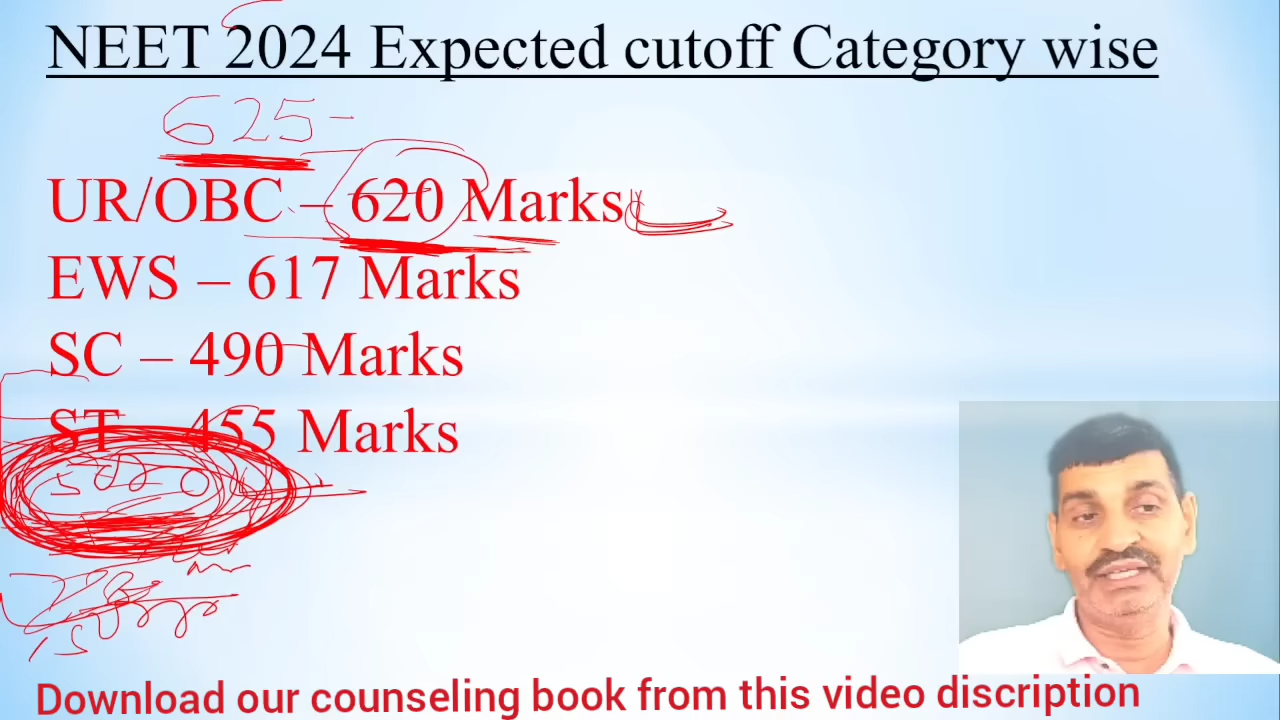 NEET 2024 Expected cutoff Category wise
625-
UR/OBC – 620 Marks
EWS – 617 Marks
SC – 490 Marks
ST – 455 Marks
Download our counseling book from this video discription